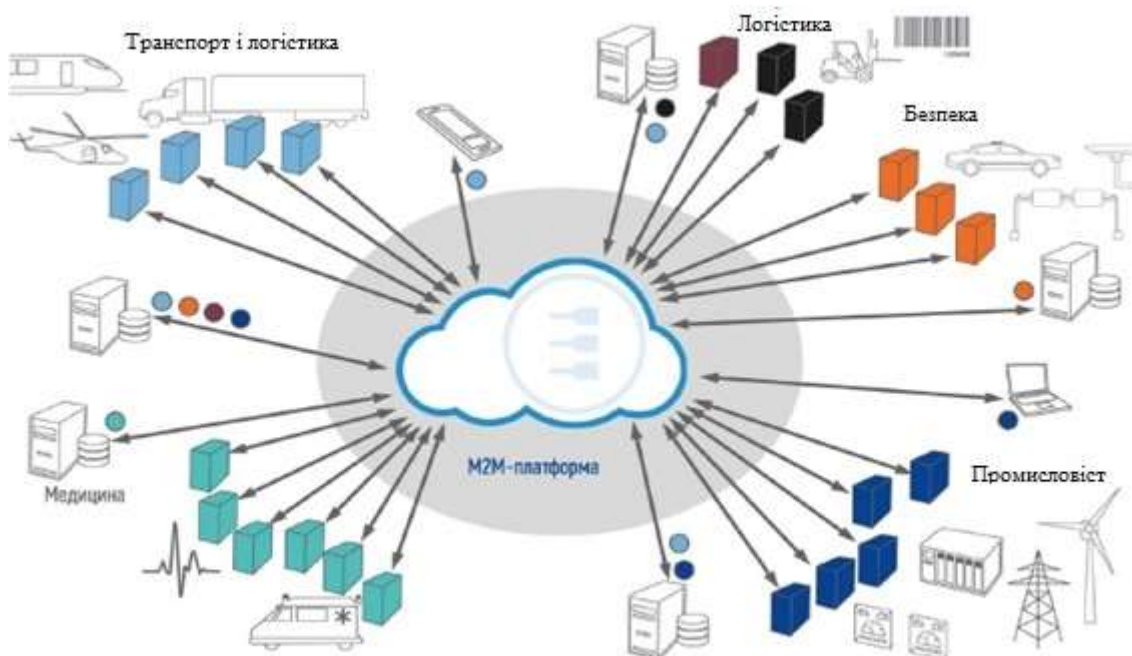 Транспорт і логістика
Логістика
Безпека
М2М-платформа
Медицина
Промисловіст